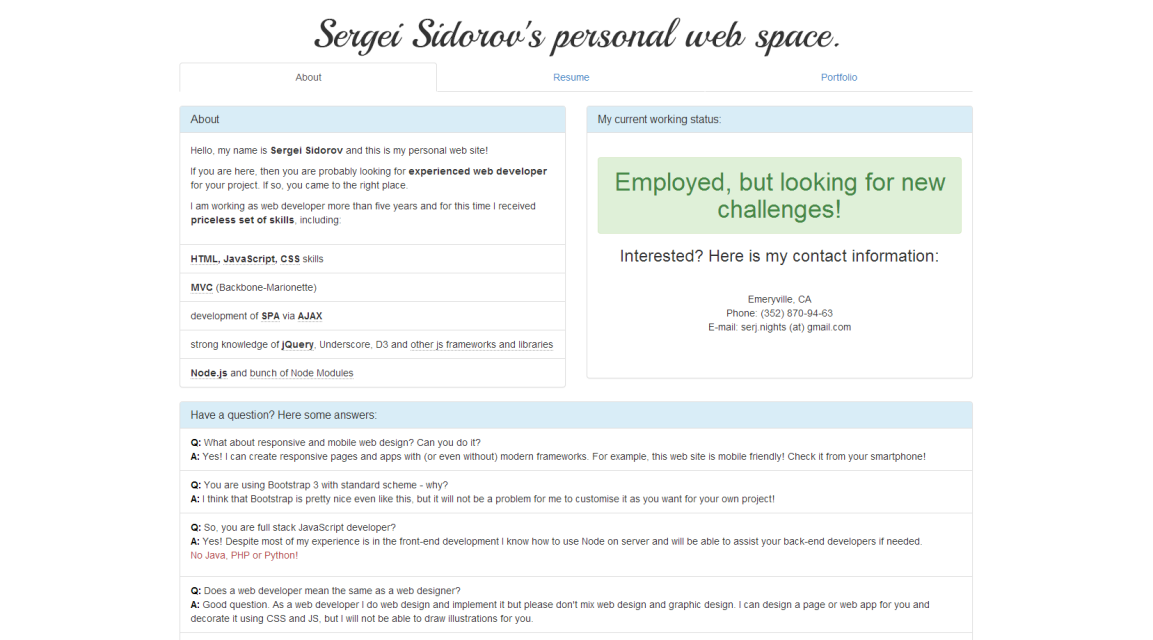 Sergei Sidorov's personal web space.
About
Resume
Portfolio
About
Hello, my name is Sergei Sidorov and this is my personal web site!
If you are here, then you are probably looking for experienced web developer
for your project. If so, you came to the right place.
I am working as web developer more than five years and for this time I received
priceless set of skills, including:
HTML, JavaScript, CSS skills
MVC (Backbone-Marionette)
development of SPA via AJAX
strong knowledge of jQuery, Underscore, D3 and other js frameworks and libraries
Node.js and bunch of Node Modules
My current working status:
Employed, but looking for new
challenges!
Interested? Here is my contact information:
Emeryville, CA
Phone: (352) 870-94-63
E-mail: serj.nights (at) gmail.com
Have a question? Here some answers:
Q: What about responsive and mobile web design? Can you do it?
A: Yes! I can create responsive pages and apps with (or even without) modern frameworks. For example, this web site is mobile friendly! Check it from your smartphone!
Q: You are using Bootstrap 3 with standard scheme - why?
A: I think that Bootstrap is pretty nice even like this, but it will not be a problem for me to customise it as you want for your own project!
Q: So, you are full stack JavaScript developer?
A: Yes! Despite most of my experience is in the front-end development I know how to use Node on server and will be able to assist your back-end developers if needed.
No Java, PHP or Python!
Q: Does a web developer mean the same as a web designer?
A: Good question. As a web developer I do web design and implement it but please don't mix web design and graphic design. I can design a page or web app for you and
decorate it using CSS and JS, but I will not be able to draw illustrations for you.